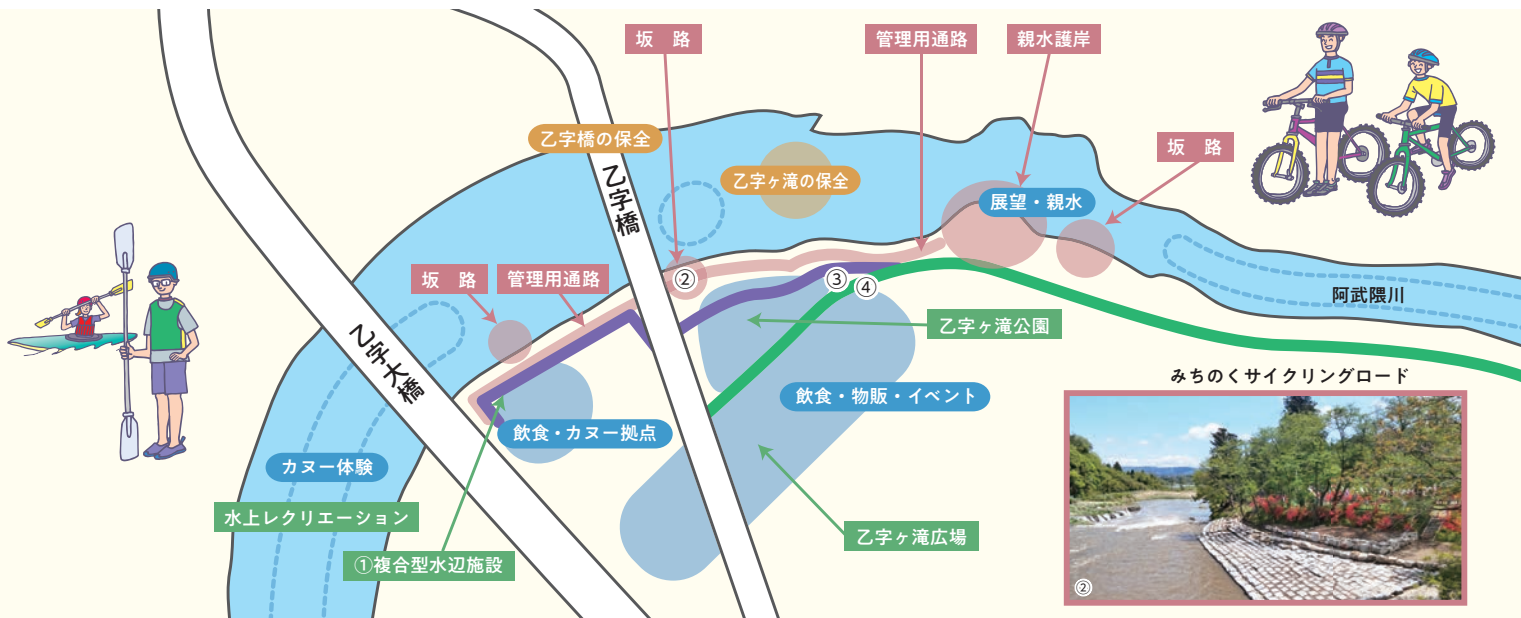 坂　路
管理用通路
親水護岸
坂　路
乙字橋の保全
乙字ヶ滝の保全
展望・親水
乙字橋
坂　路
管理用通路
②
③
④
阿武隈川
乙字ヶ滝公園
乙字大橋
みちのくサイクリングロード
飲食・物販・イベント
飲食・カヌー拠点
カヌー体験
水上レクリエーション
乙字ヶ滝広場
①複合型水辺施設
②